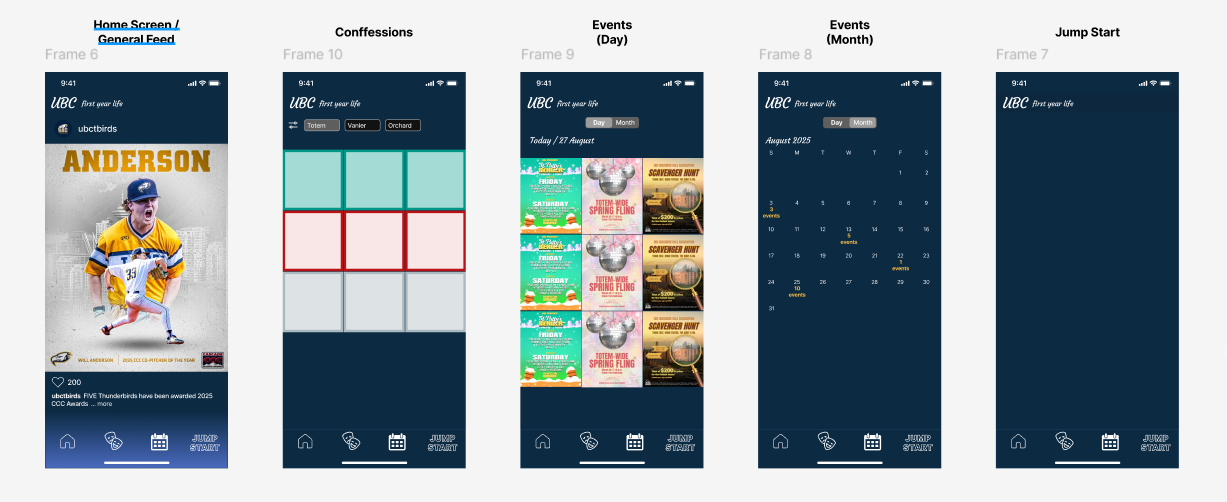 Home Screen /
General Feed
Frame 6
9:41
UBC first year life
ubctbirds
ANDERSON
33
WILL ANDERSON
2025 CCC CO-PITCHER OF THE YEAR
200
ubctbirds FIVE Thunderbirds have been awarded 2025
CCC Awards ... more
JUMP
START
Conffessions
Frame 10
9:41
UBC first year life
Totem
Vanier
Orchard
JUMP
START
Events
(Day)
Frame 9
9:41
UBC first year life
Day
Month
Today / 27 August
FRIDAY
SATURDAY
TOTEM-WIDE
SPRING FLING
SCAVENGER HUNT
$200
FRIDAY
SATURDAY
TOTEM-WIDE
SPRING FLING
SCAVENGER HUNT
$200
FRIDAY
SATURDAY
TOTEM-WIDE
SPRING FLING
SCAVENGER HUNT
$200
JUMP
START
Events
(Month)
Frame 8
9:41
UBC first year life
Day
Month
August 2025
S M T W T F S
1 2
3 4 5 6 7 8 9
3
events
10 11 12 13 14 15 16
5
events
17 18 19 20 21 22 23
1
events
24 25 26 27 28 29 30
10
events
31
JUMP
START
Jump Start
Frame 7
9:41
UBC first year life
JUMP
START